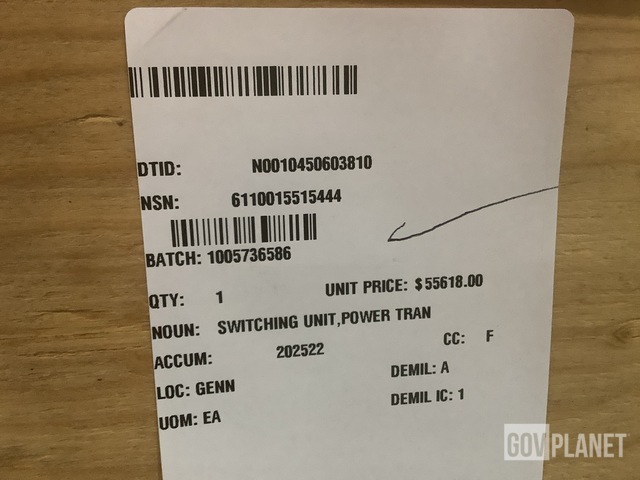 DTID: N0010450603810
NSN: 6110015515444
BATCH: 1005736586
QTY: 1 UNIT PRICE: $55618.00
NOUN: SWITCHING UNIT,POWER TRAN
ACCUM: 202522 CC: F
LOC: GENN DEMIL: A
UOM: EA DEMIL IC: 1
GOVPLANET